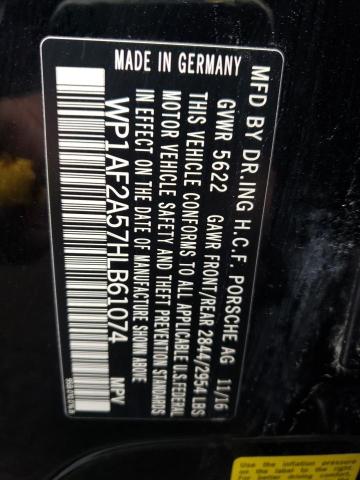 MFD BY DR. ING H.C.F. PORSCHE AG 11/16
GVWR 5622 GAWR FRONT/REAR 2844/2954 LBS
THIS VEHICLE CONFORMS TO ALL APPLICABLE U.S.FEDERAL
MOTOR VEHICLE SAFETY AND THEFT PREVENTION STANDARDS
IN EFFECT ON THE DATE OF MANUFACTURE SHOWN ABOVE
WP1AF2A57HLB61074 MPV
MADE IN GERMANY